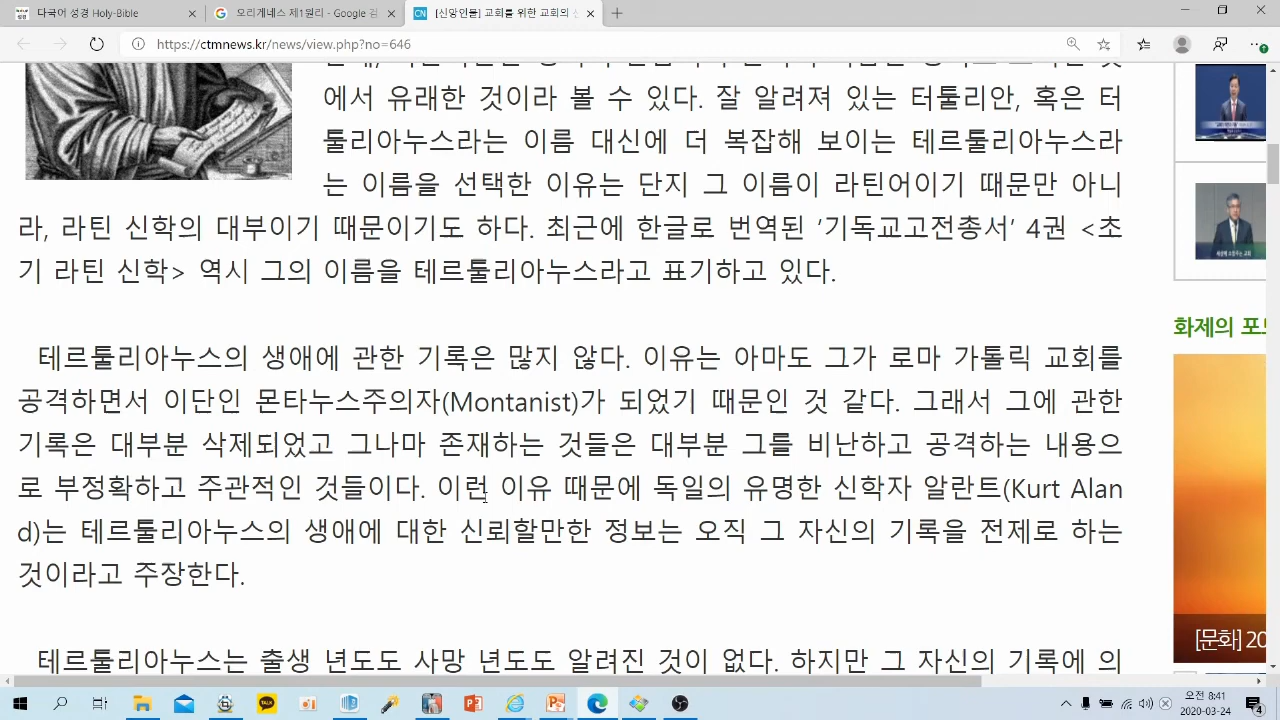 다국어 성경 Holy-Bible
오리게네스 제1원리 - Google 검
CN [신앙인물] 교회를 위한 교회의
https://ctmnews.kr/news/view.php?no=646
에서 유래한 것이라 볼 수 있다. 잘 알려져 있는 터툴리안, 혹은 터
툴리아누스라는 이름 대신에 더 복잡해 보이는 테르툴리아누스라
는 이름을 선택한 이유는 단지 그 이름이 라틴어이기 때문만 아니
라, 라틴 신학의 대부이기 때문이기도 하다. 최근에 한글로 번역된 ‘기독교고전총서’ 4권 <초
기 라틴 신학> 역시 그의 이름을 테르툴리아누스라고 표기하고 있다.
테르툴리아누스의 생애에 관한 기록은 많지 않다. 이유는 아마도 그가 로마 가톨릭 교회를
공격하면서 이단인 몬타누스주의자(Montanist)가 되었기 때문인 것 같다. 그래서 그에 관한
기록은 대부분 삭제되었고 그나마 존재하는 것들은 대부분 그를 비난하고 공격하는 내용으
로 부정확하고 주관적인 것들이다. 이런 이유 때문에 독일의 유명한 신학자 알란트(Kurt Alan
d)는 테르툴리아누스의 생애에 대한 신뢰할만한 정보는 오직 그 자신의 기록을 전제로 하는
것이라고 주장한다.
테르툴리아누스는 출생 년도도 사망 년도도 알려진 것이 없다. 하지만 그 자신의 기록에 의
화제의 포
[문화] 20
TALK
오전 8:41
2020-03-24
4